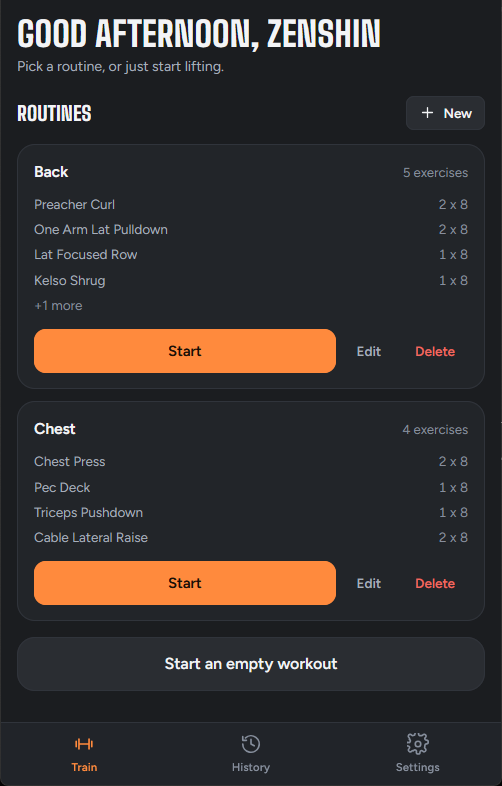 GOOD AFTERNOON, ZENSHIN
Pick a routine, or just start lifting.
ROUTINES
+ New
Back 5 exercises
Preacher Curl 2 x 8
One Arm Lat Pulldown 2 x 8
Lat Focused Row 1 x 8
Kelso Shrug 1 x 8
+1 more
Start Edit Delete
Chest 4 exercises
Chest Press 2 x 8
Pec Deck 1 x 8
Triceps Pushdown 1 x 8
Cable Lateral Raise 2 x 8
Start Edit Delete
Start an empty workout
Train History Settings